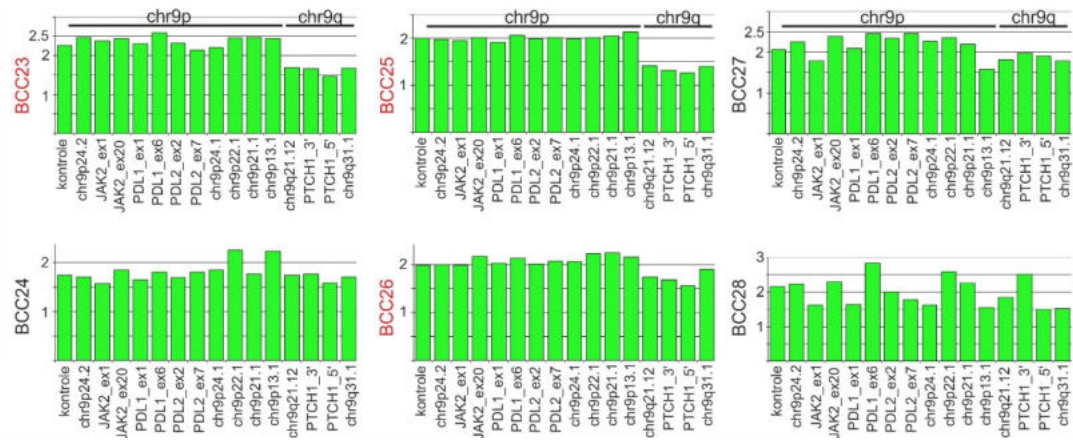 chr9p chr9q
BCC23
2.5
2
1
kontrole chr9p24.2 JAK2_ex1 JAK2_ex20 PDL1_ex1 PDL1_ex6 PDL2_ex2 PDL2_ex7 chr9p24.1 chr9p22.1 chr9p21.1 chr9p13.1 chr9q21.12 PTCH1_3' PTCH1_5' chr9q31.1
chr9p chr9q
BCC25
2
1
kontrole chr9p24.2 JAK2_ex1 JAK2_ex20 PDL1_ex1 PDL1_ex6 PDL2_ex2 PDL2_ex7 chr9p24.1 chr9p22.1 chr9p21.1 chr9p13.1 chr9q21.12 PTCH1_3' PTCH1_5' chr9q31.1
chr9p chr9q
BCC27
2.5
2
1
kontrole chr9p24.2 JAK2_ex1 JAK2_ex20 PDL1_ex1 PDL1_ex6 PDL2_ex2 PDL2_ex7 chr9p24.1 chr9p22.1 chr9p21.1 chr9p13.1 chr9q21.12 PTCH1_3' PTCH1_5' chr9q31.1
BCC24
2
1
kontrole chr9p24.2 JAK2_ex1 JAK2_ex20 PDL1_ex1 PDL1_ex6 PDL2_ex2 PDL2_ex7 chr9p24.1 chr9p22.1 chr9p21.1 chr9p13.1 chr9q21.12 PTCH1_3' PTCH1_5' chr9q31.1
BCC26
2
1
kontrole chr9p24.2 JAK2_ex1 JAK2_ex20 PDL1_ex1 PDL1_ex6 PDL2_ex2 PDL2_ex7 chr9p24.1 chr9p22.1 chr9p21.1 chr9p13.1 chr9q21.12 PTCH1_3' PTCH1_5' chr9q31.1
BCC28
3
2
1
kontrole chr9p24.2 JAK2_ex1 JAK2_ex20 PDL1_ex1 PDL1_ex6 PDL2_ex2 PDL2_ex7 chr9p24.1 chr9p22.1 chr9p21.1 chr9p13.1 chr9q21.12 PTCH1_3' PTCH1_5' chr9q31.1